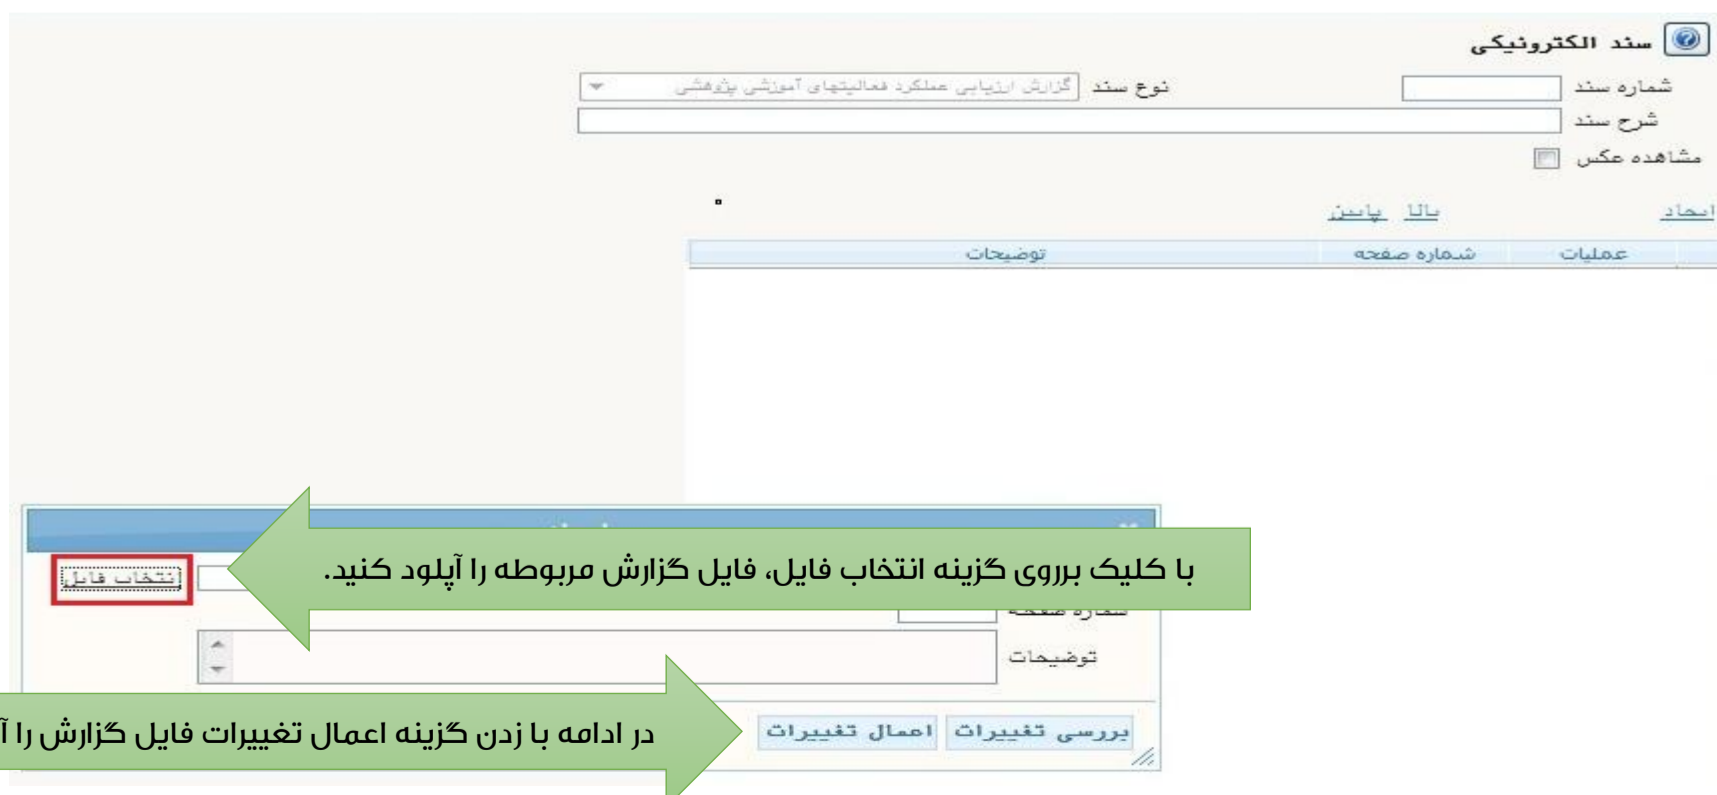 سند الکترونیکی
شماره سند نوع سند گزارش ارزیابی عملکرد فعالیتهای آموزشی پژوهشی
شرح سند
مشاهده عکس
ایجاد بالا پایین
عملیات شماره صفحه توضیحات
با کلیک برروی گزینه انتخاب فایل، فایل گزارش مربوطه را آپلود کنید.
انتخاب فایل
شماره صفحه
توضیحات
بررسی تغییرات اعمال تغییرات
در ادامه با زدن گزینه اعمال تغییرات فایل گزارش را